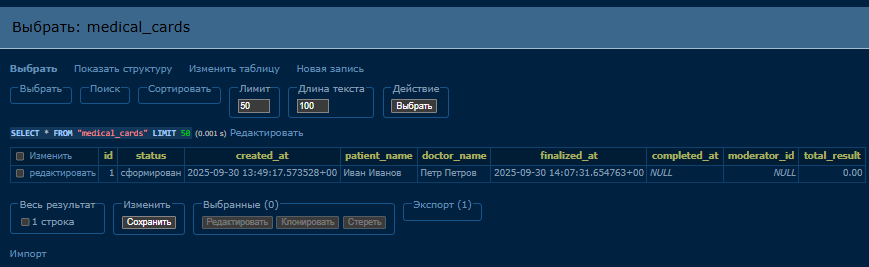 Выбрать: medical_cards
Выбрать Показать структуру Изменить таблицу Новая запись
Выбрать Поиск Сортировать Лимит Длина текста Действие
50 100 Выбрать
SELECT * FROM "medical_cards" LIMIT 50 (0.001 s) Редактировать
Изменить id status created_at patient_name doctor_name finalized_at completed_at moderator_id total_result
редактировать 1 сформирован 2025-09-30 13:49:17.573528+00 Иван Иванов Петр Петров 2025-09-30 14:07:31.654763+00 NULL NULL 0.00
Весь результат Изменить Выбранные (0) Экспорт (1)
1 строка Сохранить Редактировать Клонировать Стереть
Импорт